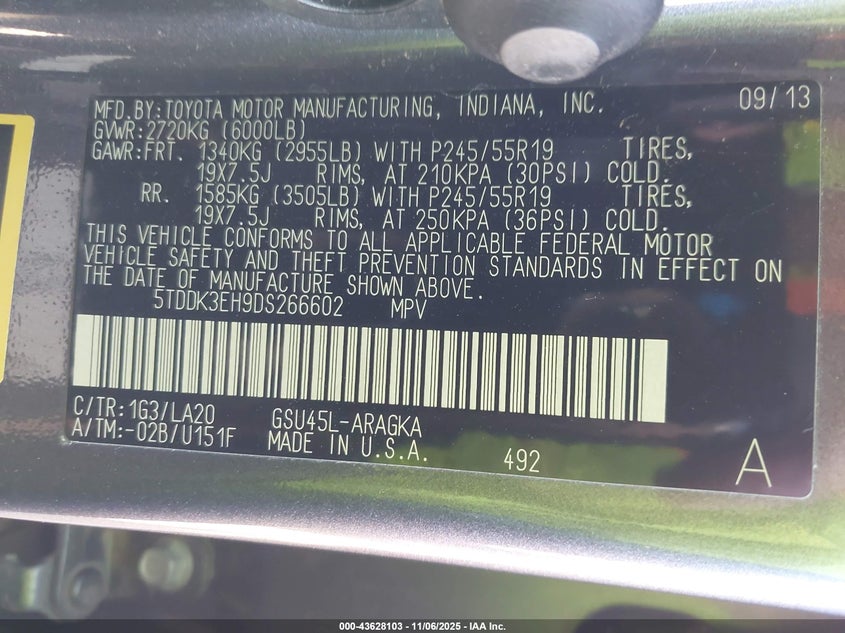 MFD.BY:TOYOTA MOTOR MANUFACTURING, INDIANA, INC. 09/13
GVWR:2720KG (6000LB)
GAWR:FRT. 1340KG (2955LB) WITH P245/55R19 TIRES,
19X7.5J RIMS, AT 210KPA (30PSI) COLD.
RR. 1585KG (3505LB) WITH P245/55R19 TIRES,
19X7.5J RIMS, AT 250KPA (36PSI) COLD.
THIS VEHICLE CONFORMS TO ALL APPLICABLE FEDERAL MOTOR
VEHICLE SAFETY AND THEFT PREVENTION STANDARDS IN EFFECT ON
THE DATE OF MANUFACTURE SHOWN ABOVE.
5TDDK3EH9DS266602 MPV
C/TR:1G3/LA20 GSU45L-ARAGKA
A/TM:-02B/U151F MADE IN U.S.A. 492 A
000-43628103 - 11/06/2025 - IAA Inc.